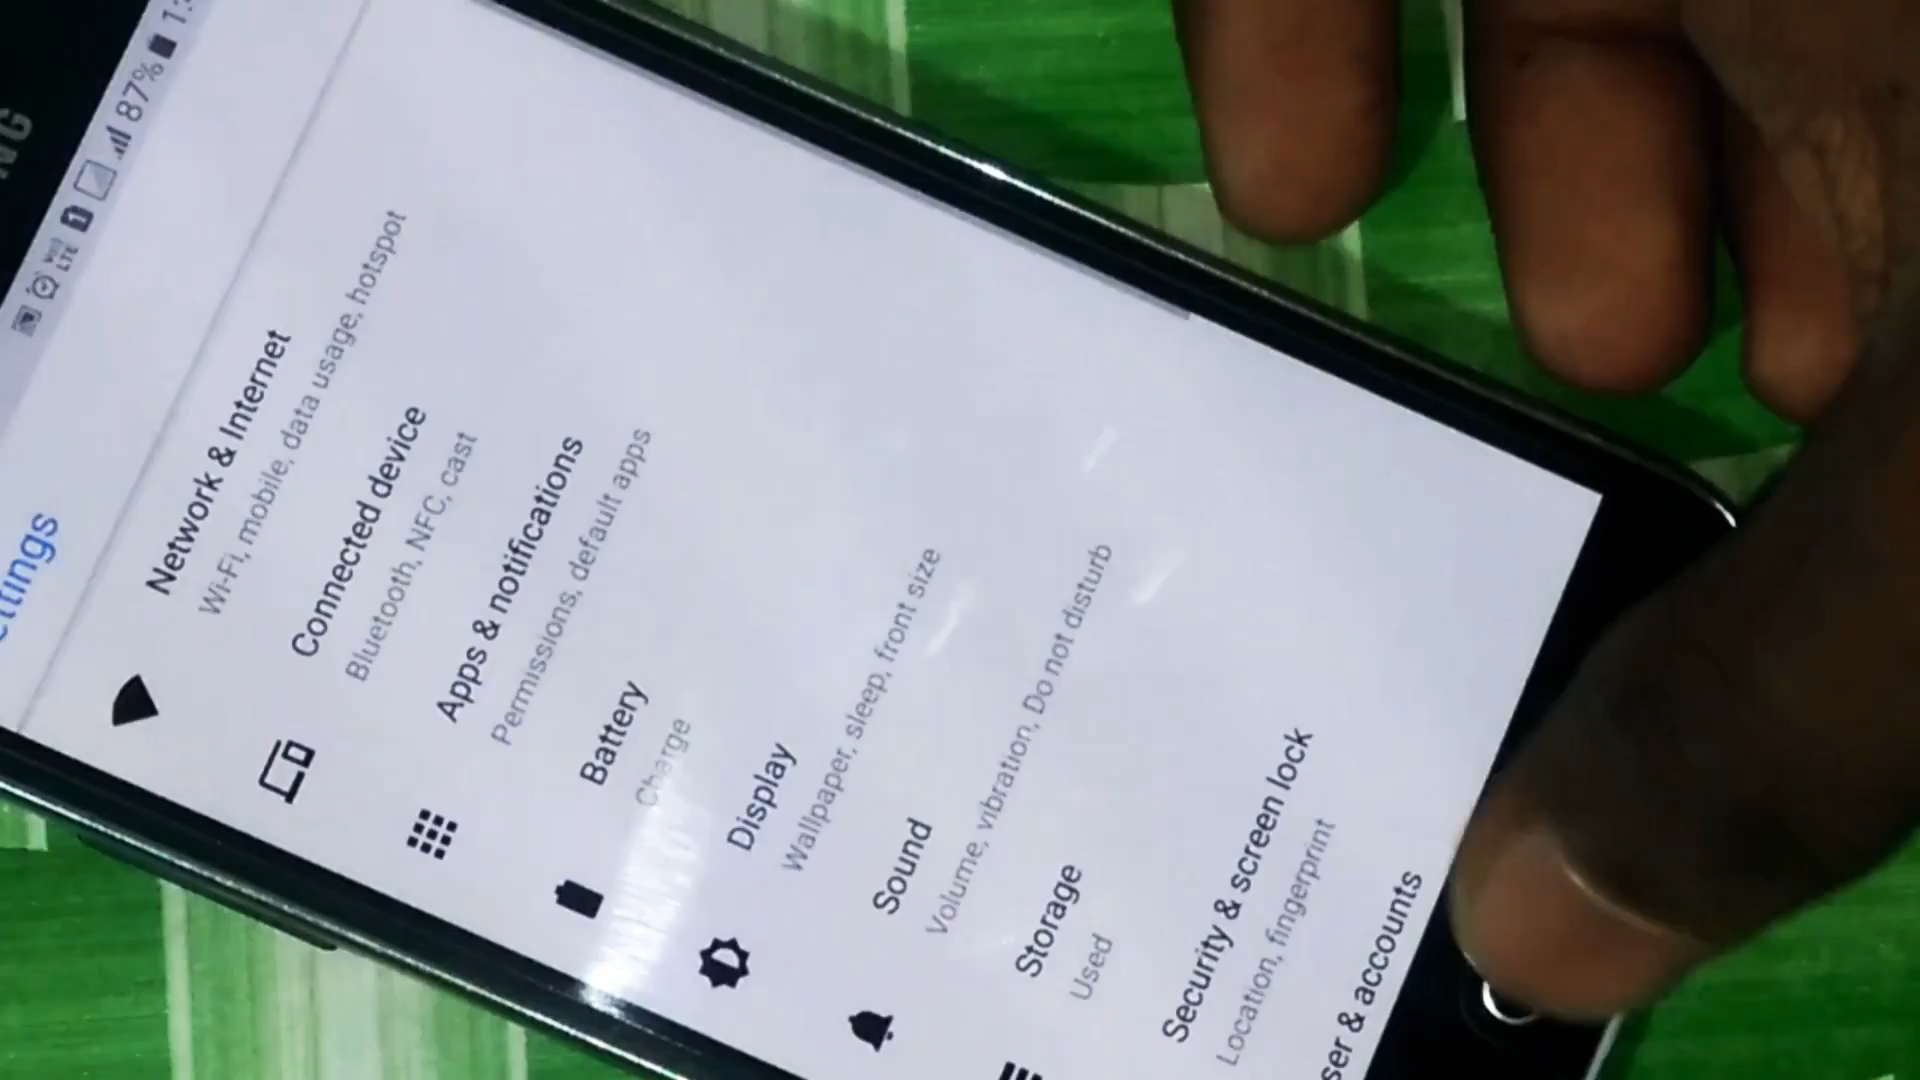 87%
VoLTE
1
Network & Internet
Wi-Fi, mobile, data usage, hotspot
Connected device
Bluetooth, NFC, cast
Apps & notifications
Permissions, default apps
Battery
Charge
Display
Wallpaper, sleep, front size
Sound
Volume, vibration, Do not disturb
Storage
Used
Security & screen lock
Location, fingerprint
ser & accounts